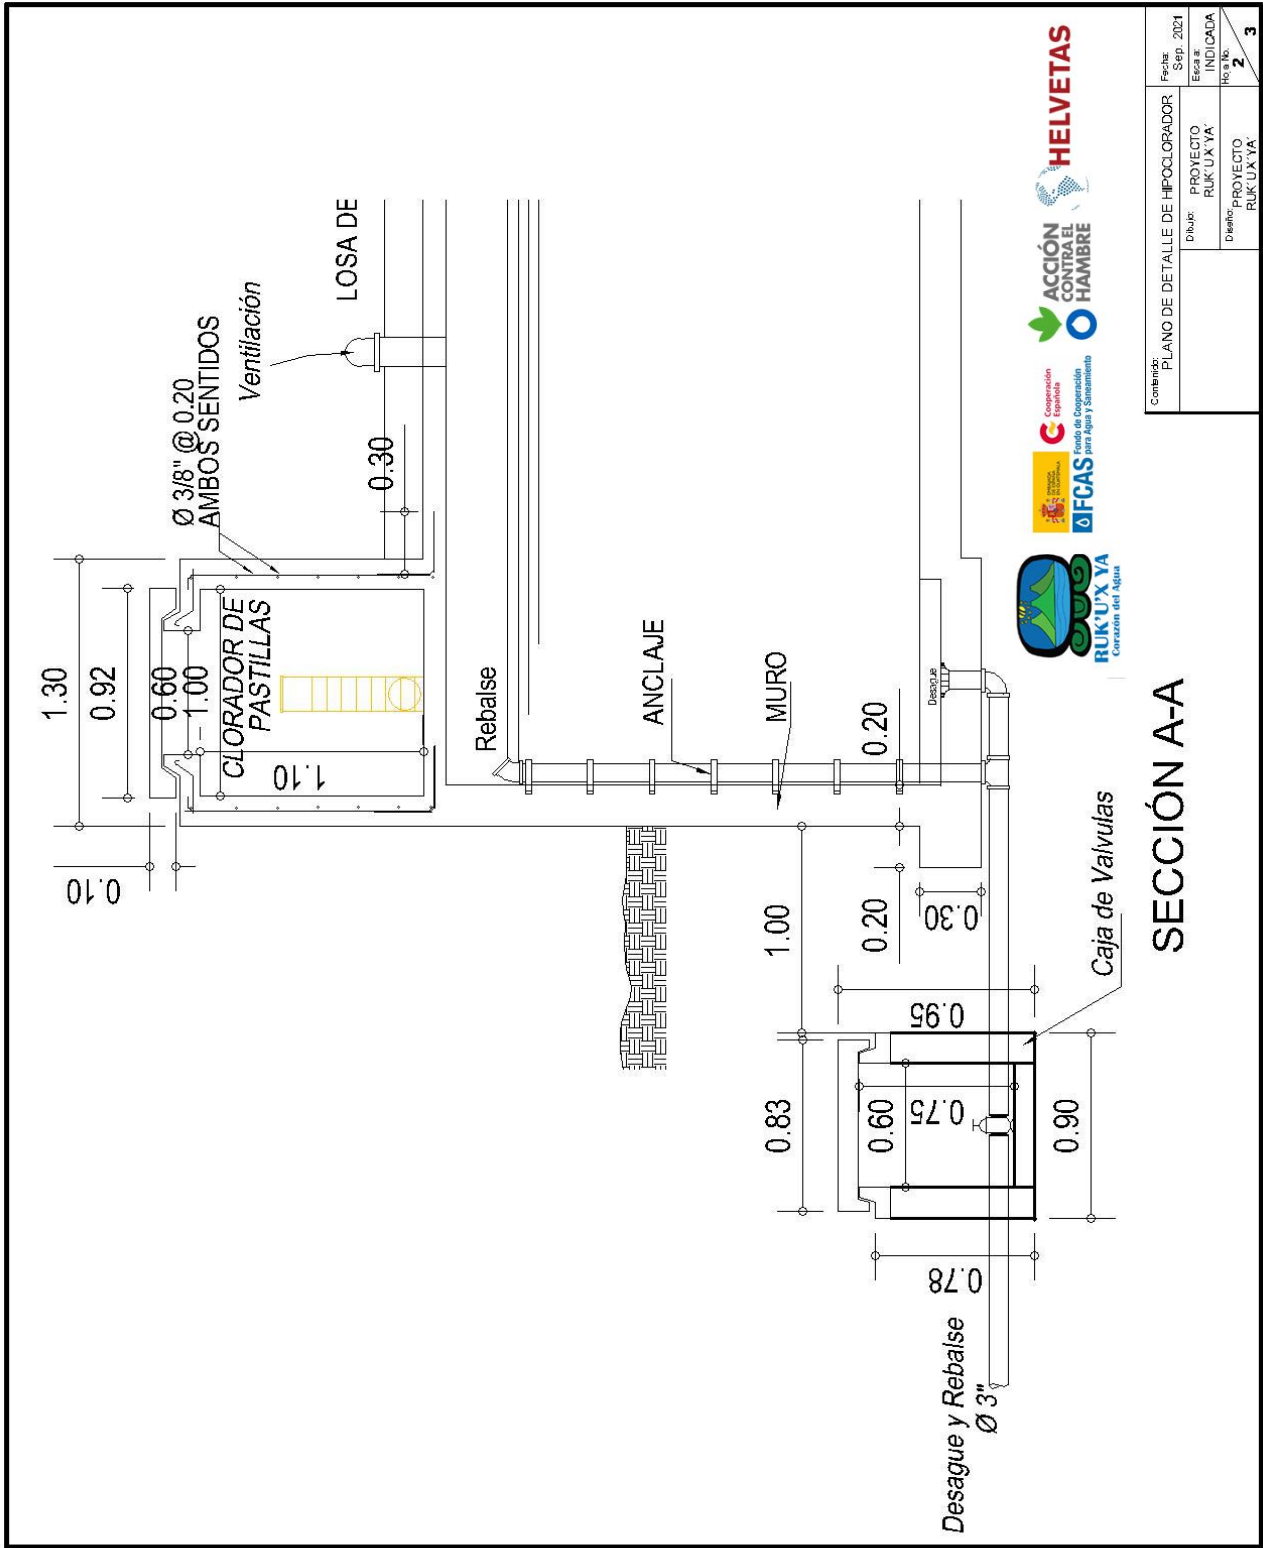 1.30
0.92
0.60
1.00
0.10
CLORADOR DE
PASTILLAS
1.10
Ø 3/8" @ 0.20
AMBOS SENTIDOS
Ventilación
0.30
LOSA DE
Rebalse
ANCLAJE
MURO
0.20
Desague
1.00
0.20
0.30
0.83
0.95
0.60
0.75
0.90
0.78
Caja de Valvulas
Desague y Rebalse
Ø 3"
SECCIÓN A-A
RUK'U'X YA
Corazón del Agua
Cooperación
Española
FCAS
Fondo de Cooperación
para Agua y Saneamiento
ACCIÓN
CONTRA EL
HAMBRE
HELVETAS
Contenido:
PLANO DE DETALLE DE HIPOCLORADOR
Fecha:
Sep. 2021
Dibujo:
PROYECTO
RUK´U´X´YA´
Escala:
INDICADA
Diseño:
PROYECTO
RUK´U´X´YA´
Hoja No.
2
3